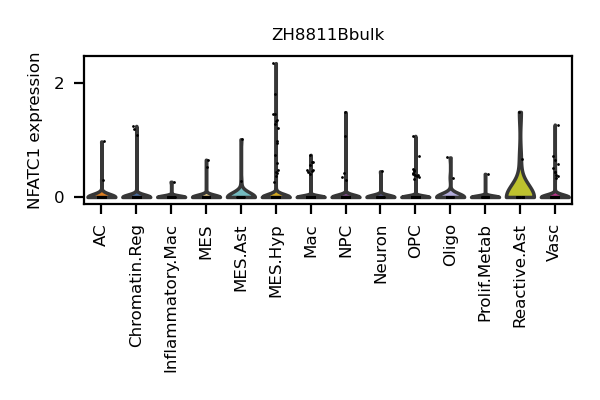 ZH8811Bbulk
NFATC1 expression
2
0
AC
Chromatin.Reg
Inflammatory.Mac
MES
MES.Ast
MES.Hyp
Mac
NPC
Neuron
OPC
Oligo
Prolif.Metab
Reactive.Ast
Vasc